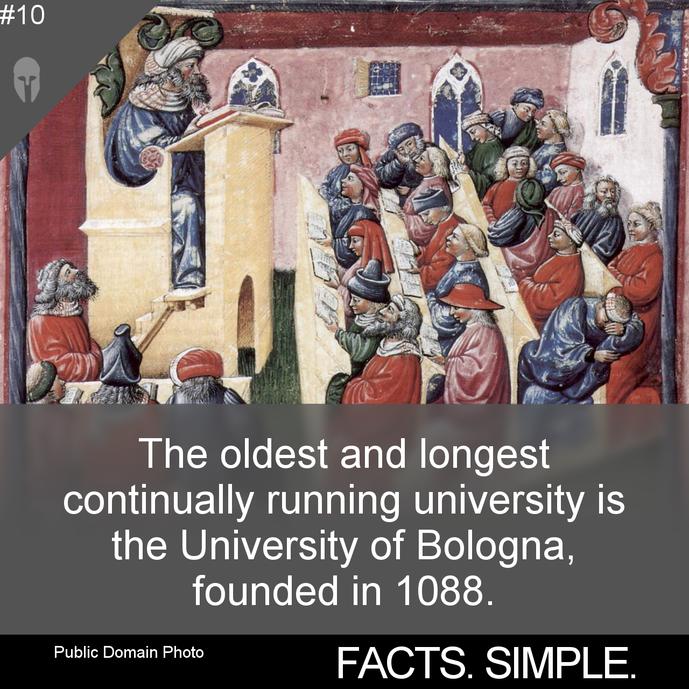 #10
The oldest and longest
continually running university is
the University of Bologna,
founded in 1088.
Public Domain Photo
FACTS. SIMPLE.